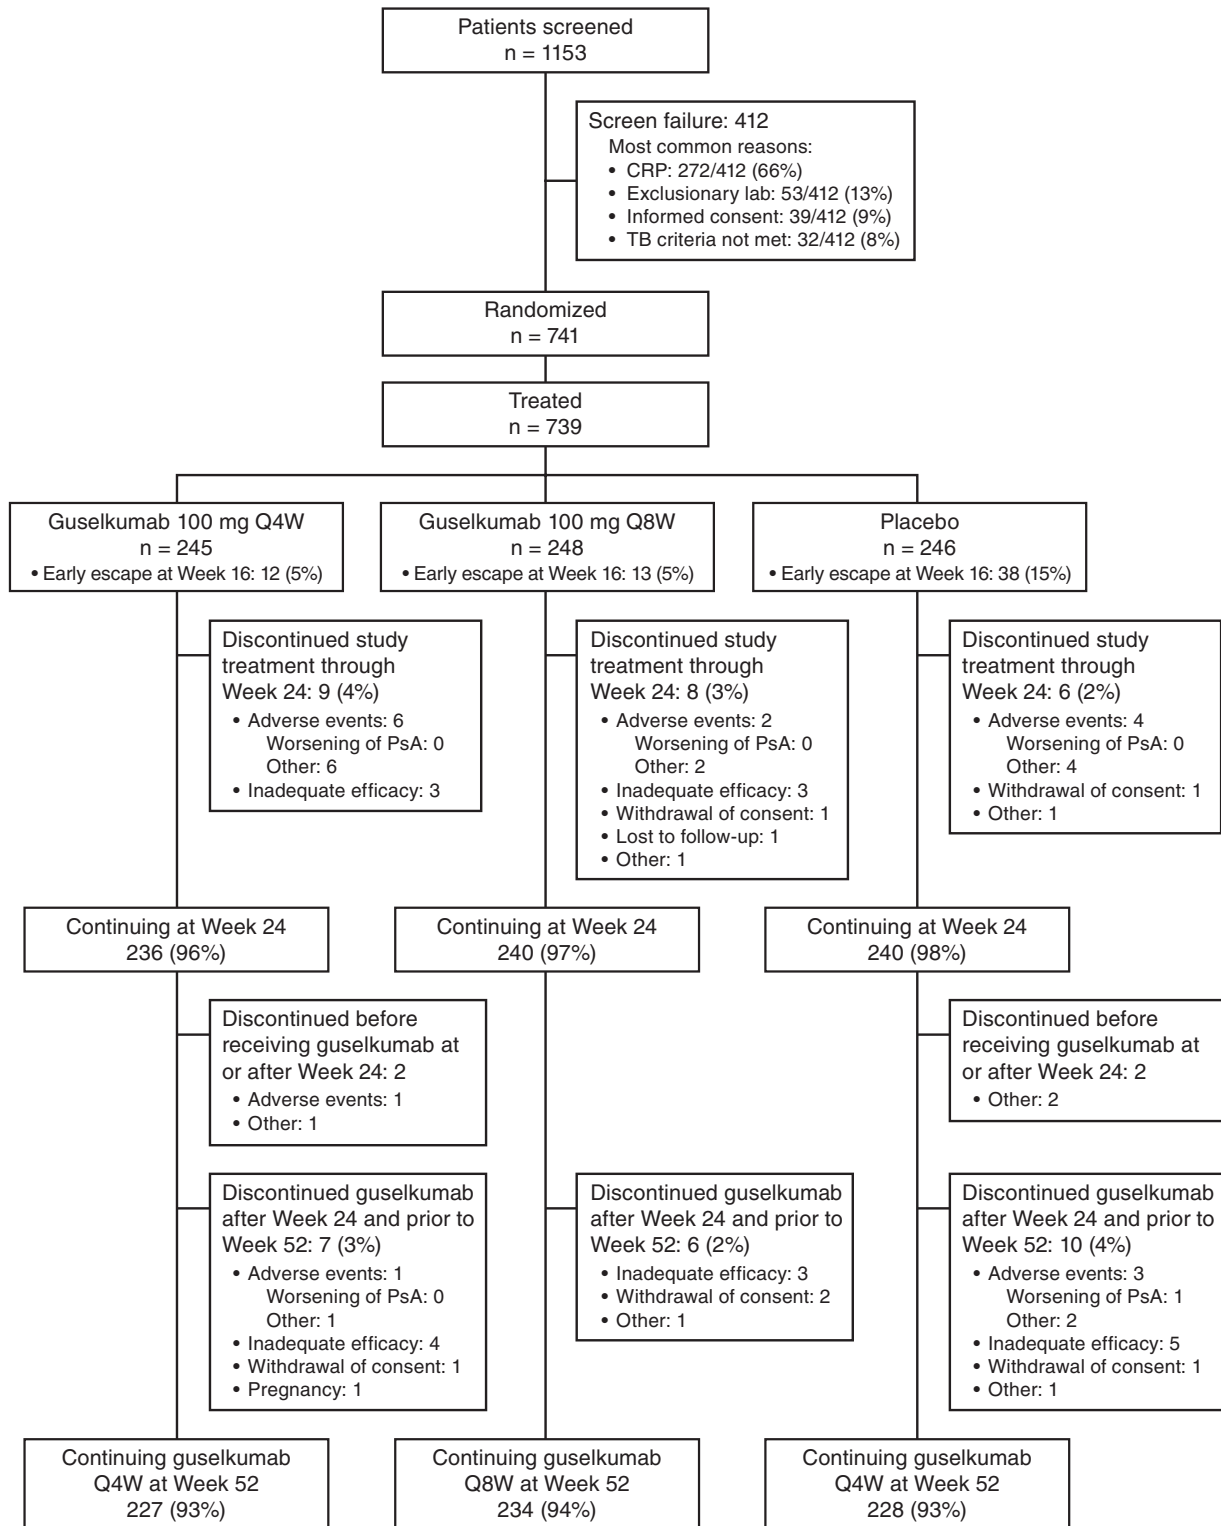 Patients screened
n = 1153
Screen failure: 412
Most common reasons:
• CRP: 272/412 (66%)
• Exclusionary lab: 53/412 (13%)
• Informed consent: 39/412 (9%)
• TB criteria not met: 32/412 (8%)
Randomized
n = 741
Treated
n = 739
Guselkumab 100 mg Q4W
n = 245
• Early escape at Week 16: 12 (5%)
Guselkumab 100 mg Q8W
n = 248
• Early escape at Week 16: 13 (5%)
Placebo
n = 246
• Early escape at Week 16: 38 (15%)
Discontinued study
treatment through
Week 24: 9 (4%)
• Adverse events: 6
Worsening of PsA: 0
Other: 6
• Inadequate efficacy: 3
Discontinued study
treatment through
Week 24: 8 (3%)
• Adverse events: 2
Worsening of PsA: 0
Other: 2
• Inadequate efficacy: 3
• Withdrawal of consent: 1
• Lost to follow-up: 1
• Other: 1
Discontinued study
treatment through
Week 24: 6 (2%)
• Adverse events: 4
Worsening of PsA: 0
Other: 4
• Withdrawal of consent: 1
• Other: 1
Continuing at Week 24
236 (96%)
Continuing at Week 24
240 (97%)
Continuing at Week 24
240 (98%)
Discontinued before
receiving guselkumab at
or after Week 24: 2
• Adverse events: 1
• Other: 1
Discontinued before
receiving guselkumab at
or after Week 24: 2
• Other: 2
Discontinued guselkumab
after Week 24 and prior to
Week 52: 7 (3%)
• Adverse events: 1
Worsening of PsA: 0
Other: 1
• Inadequate efficacy: 4
• Withdrawal of consent: 1
• Pregnancy: 1
Discontinued guselkumab
after Week 24 and prior to
Week 52: 6 (2%)
• Inadequate efficacy: 3
• Withdrawal of consent: 2
• Other: 1
Discontinued guselkumab
after Week 24 and prior to
Week 52: 10 (4%)
• Adverse events: 3
Worsening of PsA: 1
Other: 2
• Inadequate efficacy: 5
• Withdrawal of consent: 1
• Other: 1
Continuing guselkumab
Q4W at Week 52
227 (93%)
Continuing guselkumab
Q8W at Week 52
234 (94%)
Continuing guselkumab
Q4W at Week 52
228 (93%)